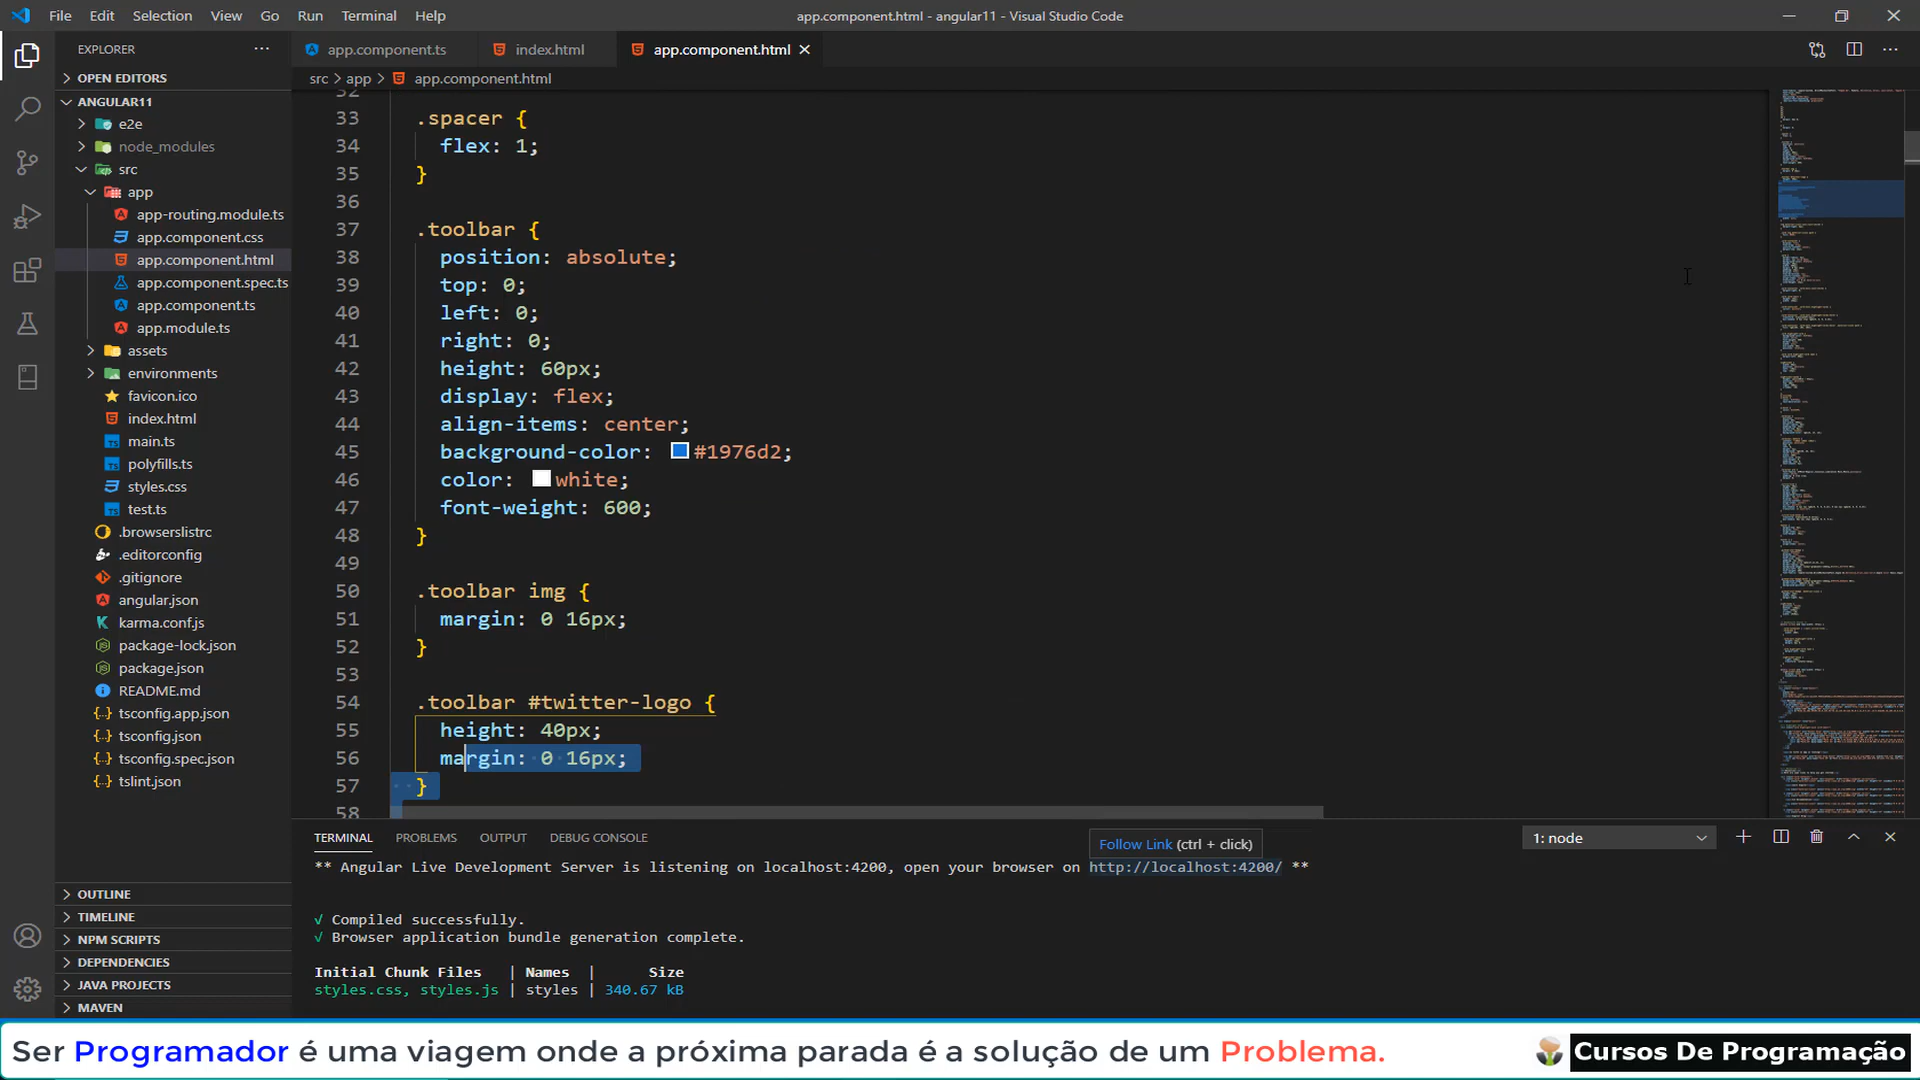 File Edit Selection View Go Run Terminal Help
app.component.html - angular11 - Visual Studio Code
EXPLORER
OPEN EDITORS
ANGULAR11
e2e
node_modules
src
app
app-routing.module.ts
app.component.css
app.component.html
app.component.spec.ts
app.component.ts
app.module.ts
assets
environments
favicon.ico
index.html
main.ts
polyfills.ts
styles.css
test.ts
.browserslistrc
.editorconfig
.gitignore
angular.json
karma.conf.js
package-lock.json
package.json
README.md
tsconfig.app.json
tsconfig.json
tsconfig.spec.json
tslint.json
OUTLINE
TIMELINE
NPM SCRIPTS
DEPENDENCIES
JAVA PROJECTS
MAVEN
app.component.ts index.html app.component.html
src > app > app.component.html
32
33 .spacer {
34 flex: 1;
35 }
36
37 .toolbar {
38 position: absolute;
39 top: 0;
40 left: 0;
41 right: 0;
42 height: 60px;
43 display: flex;
44 align-items: center;
45 background-color: #1976d2;
46 color: white;
47 font-weight: 600;
48 }
49
50 .toolbar img {
51 margin: 0 16px;
52 }
53
54 .toolbar #twitter-logo {
55 height: 40px;
56 margin: 0 16px;
57 }
58
TERMINAL PROBLEMS OUTPUT DEBUG CONSOLE
Follow Link (ctrl + click)
1: node
** Angular Live Development Server is listening on localhost:4200, open your browser on http://localhost:4200/ **
√ Compiled successfully.
√ Browser application bundle generation complete.
Initial Chunk Files | Names | Size
styles.css, styles.js | styles | 340.67 kB
Ser Programador é uma viagem onde a próxima parada é a solução de um Problema.
Cursos De Programação